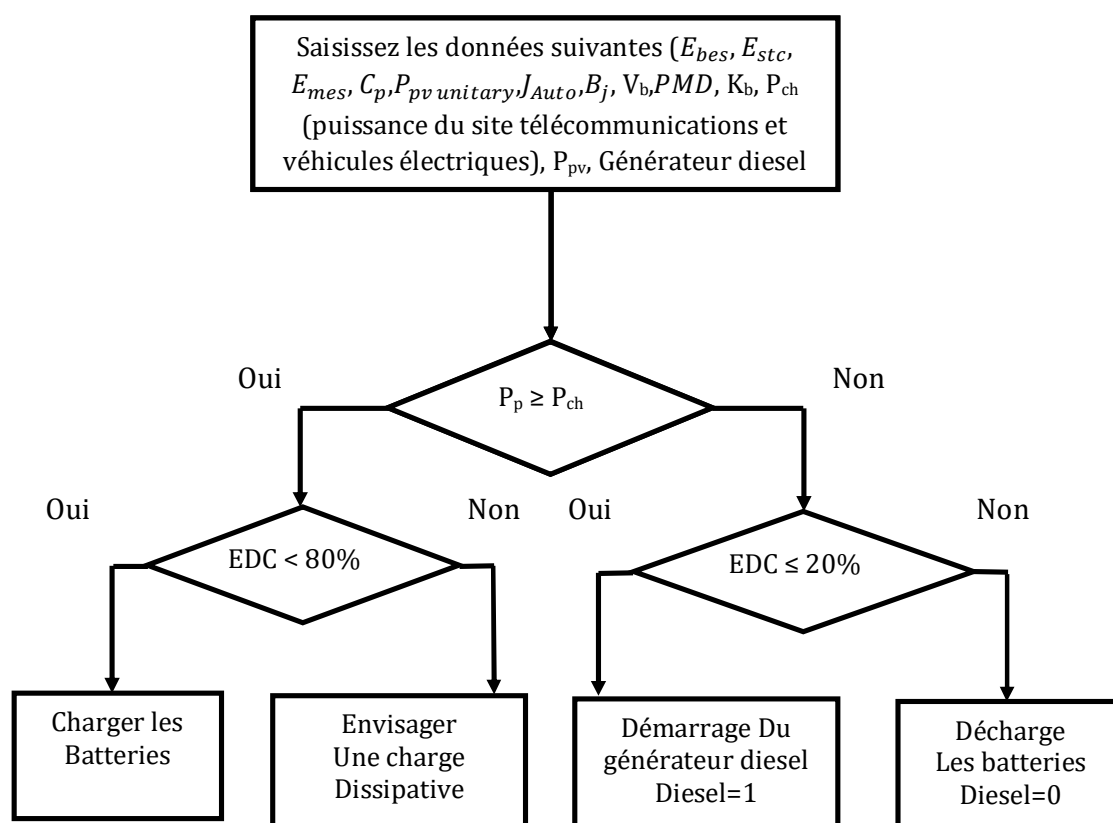 Saisissez les données suivantes (E_bes, E_stc,
E_mes, C_p,P_pv unitary,J_Auto,B_j, V_b,PMD, K_b, P_ch
(puissance du site télécommunications et
véhicules électriques), P_pv, Générateur diesel
Oui
Non
P_p ≥ P_ch
Oui
Non
Oui
Non
EDC < 80%
EDC ≤ 20%
Charger les
Batteries
Envisager
Une charge
Dissipative
Démarrage Du
générateur diesel
Diesel=1
Décharge
Les batteries
Diesel=0